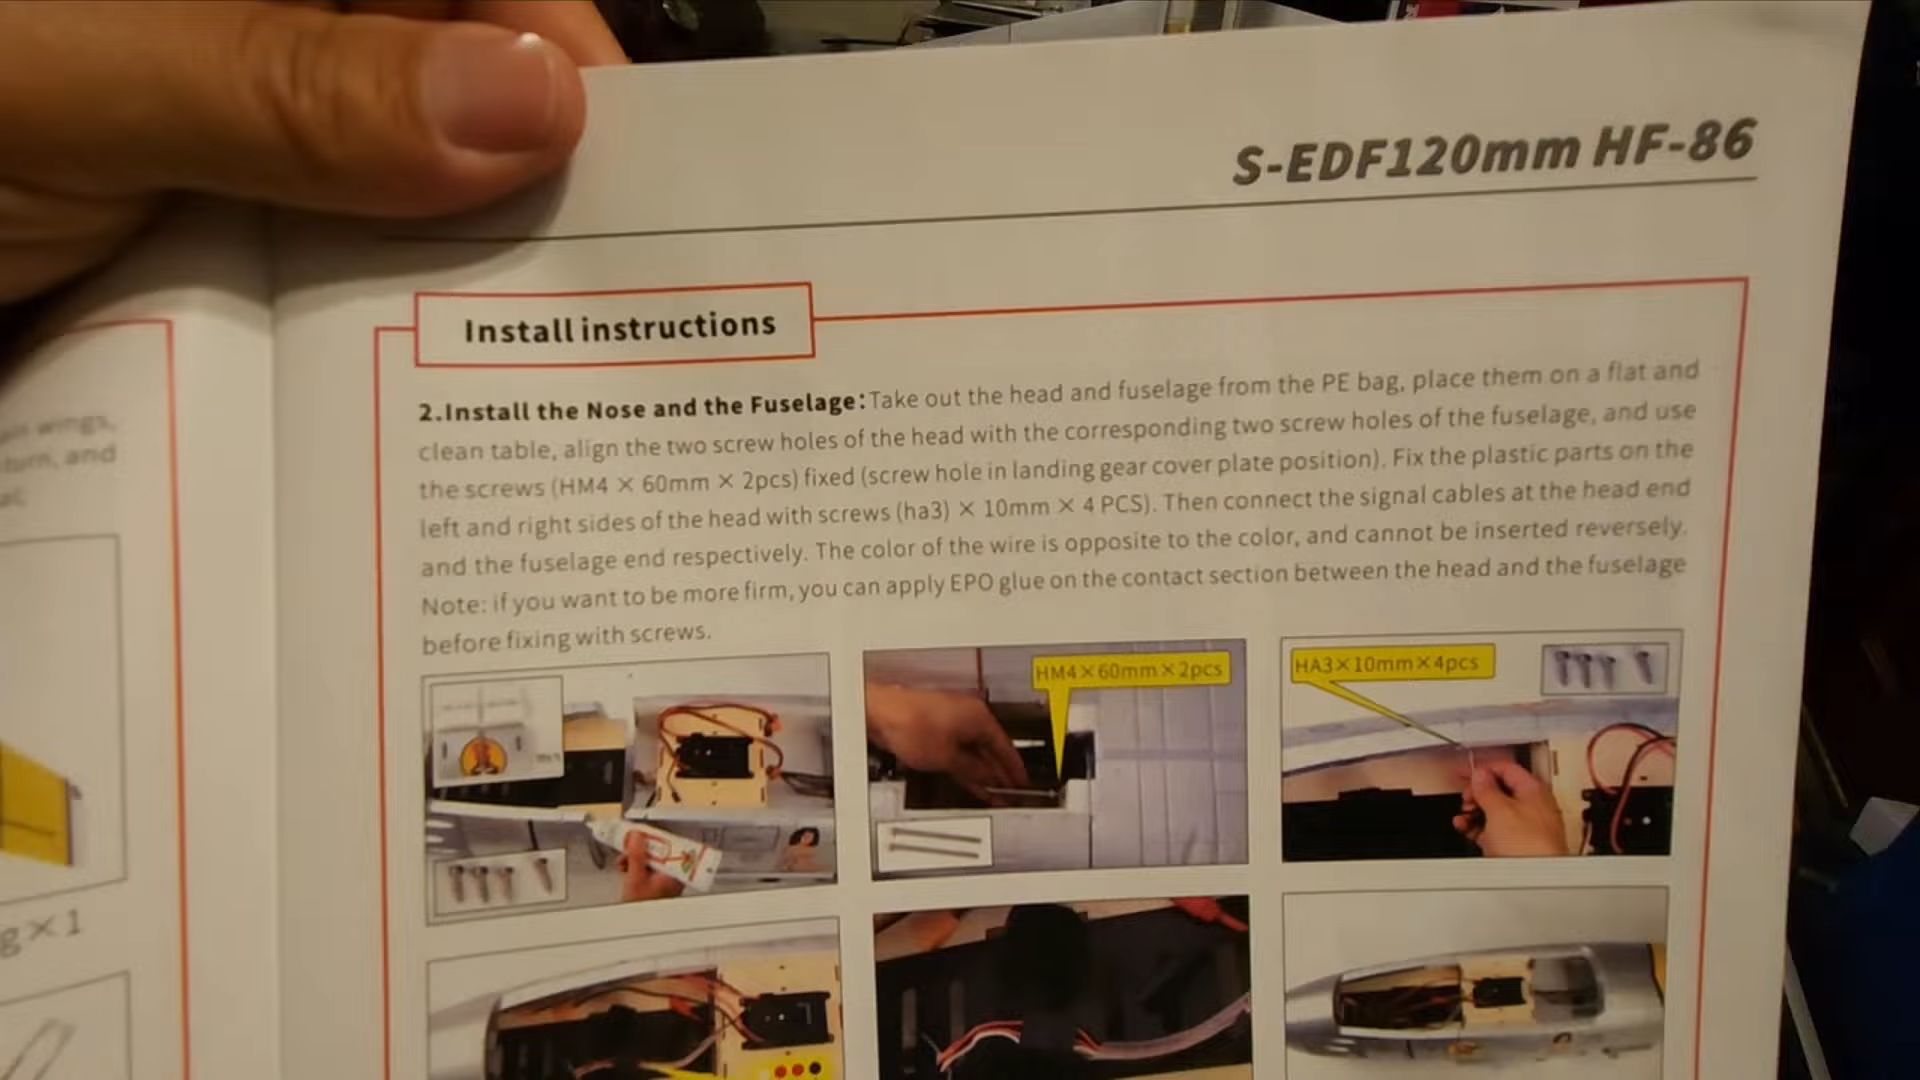 S-EDF120mm HF-86
Install instructions
2.Install the Nose and the Fuselage:Take out the head and fuselage from the PE bag, place them on a flat and
clean table, align the two screw holes of the head with the corresponding two screw holes of the fuselage, and use
the screws (HM4 × 60mm × 2pcs) fixed (screw hole in landing gear cover plate position). Fix the plastic parts on the
left and right sides of the head with screws (ha3) × 10mm × 4 PCS). Then connect the signal cables at the head end
and the fuselage end respectively. The color of the wire is opposite to the color, and cannot be inserted reversely.
Note: if you want to be more firm, you can apply EPO glue on the contact section between the head and the fuselage
before fixing with screws.
HM4×60mm×2pcs
HA3×10mm×4pcs
wings,
turn, and
g×1